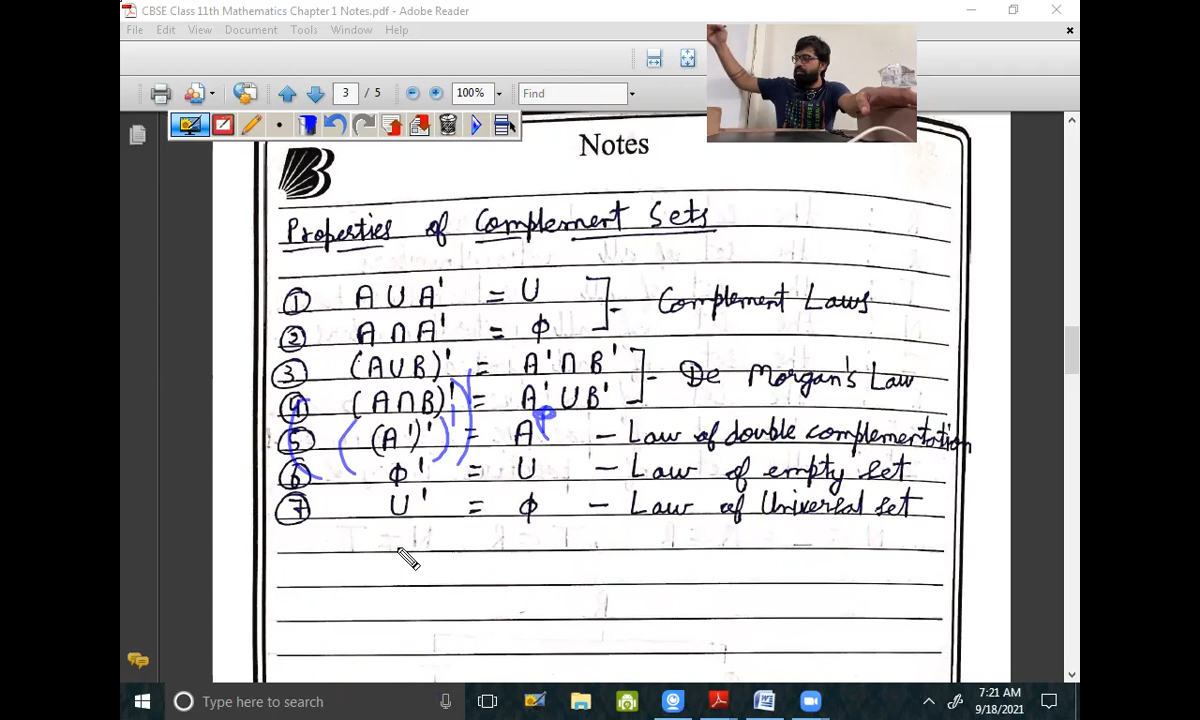 CBSE Class 11th Mathematics Chapter 1 Notes.pdf - Adobe Reader
File Edit View Document Tools Window Help
3 / 5 100% Find
B Notes
Properties of Complement Sets
① A ∪ A' = U
② A ∩ A' = ϕ ] - Complement Laws
③ (A∪B)' = A' ∩ B'
④ (A∩B)' = A' ∪ B' ] - De Morgan's Law
⑤ (A')' = A - Law of double complementation
⑥ ϕ' = U - Law of empty set
⑦ U' = ϕ - Law of Universal set
Type here to search
7:21 AM
9/18/2021